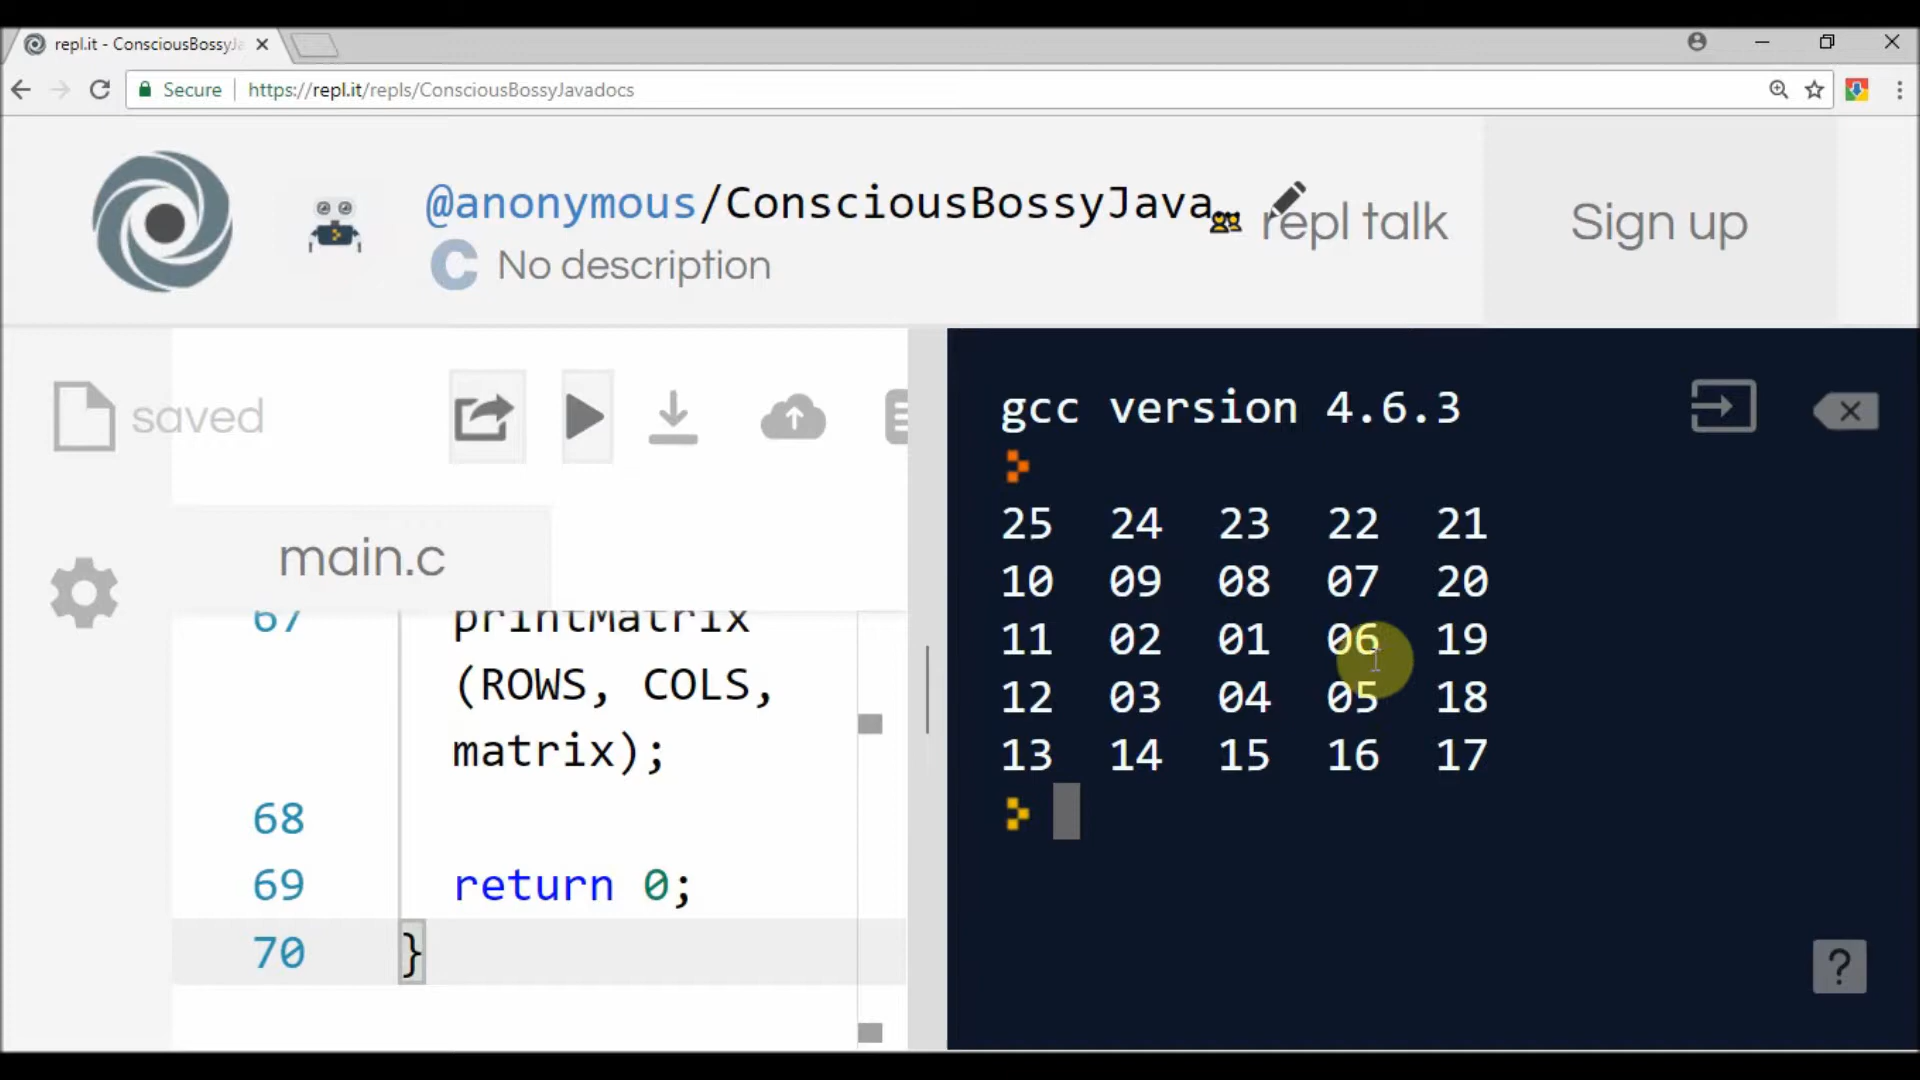 repl.it - ConsciousBossyJa
Secure https://repl.it/repls/ConsciousBossyJavadocs
@anonymous/ConsciousBossyJava
repl talk
Sign up
C No description
saved
main.c
67 printMatrix
(ROWS, COLS,
matrix);
68
69 return 0;
70 }
gcc version 4.6.3
25 24 23 22 21
10 09 08 07 20
11 02 01 06 19
12 03 04 05 18
13 14 15 16 17
?